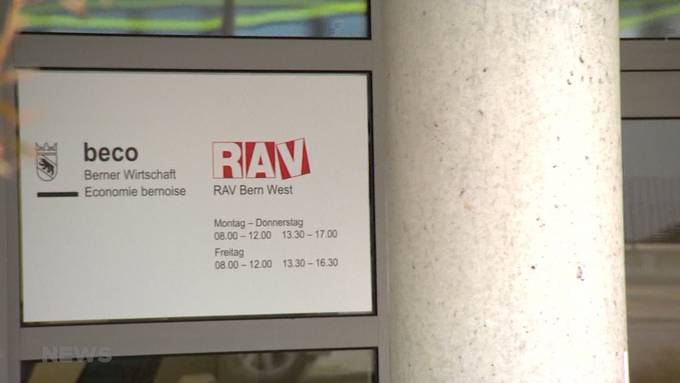 beco
Berner Wirtschaft
Economie bernoise
RAV
RAV Bern West
Montag – Donnerstag
08.00 – 12.00 13.30 – 17.00
Freitag
08.00 – 12.00 13.30 – 16.30
NEWS